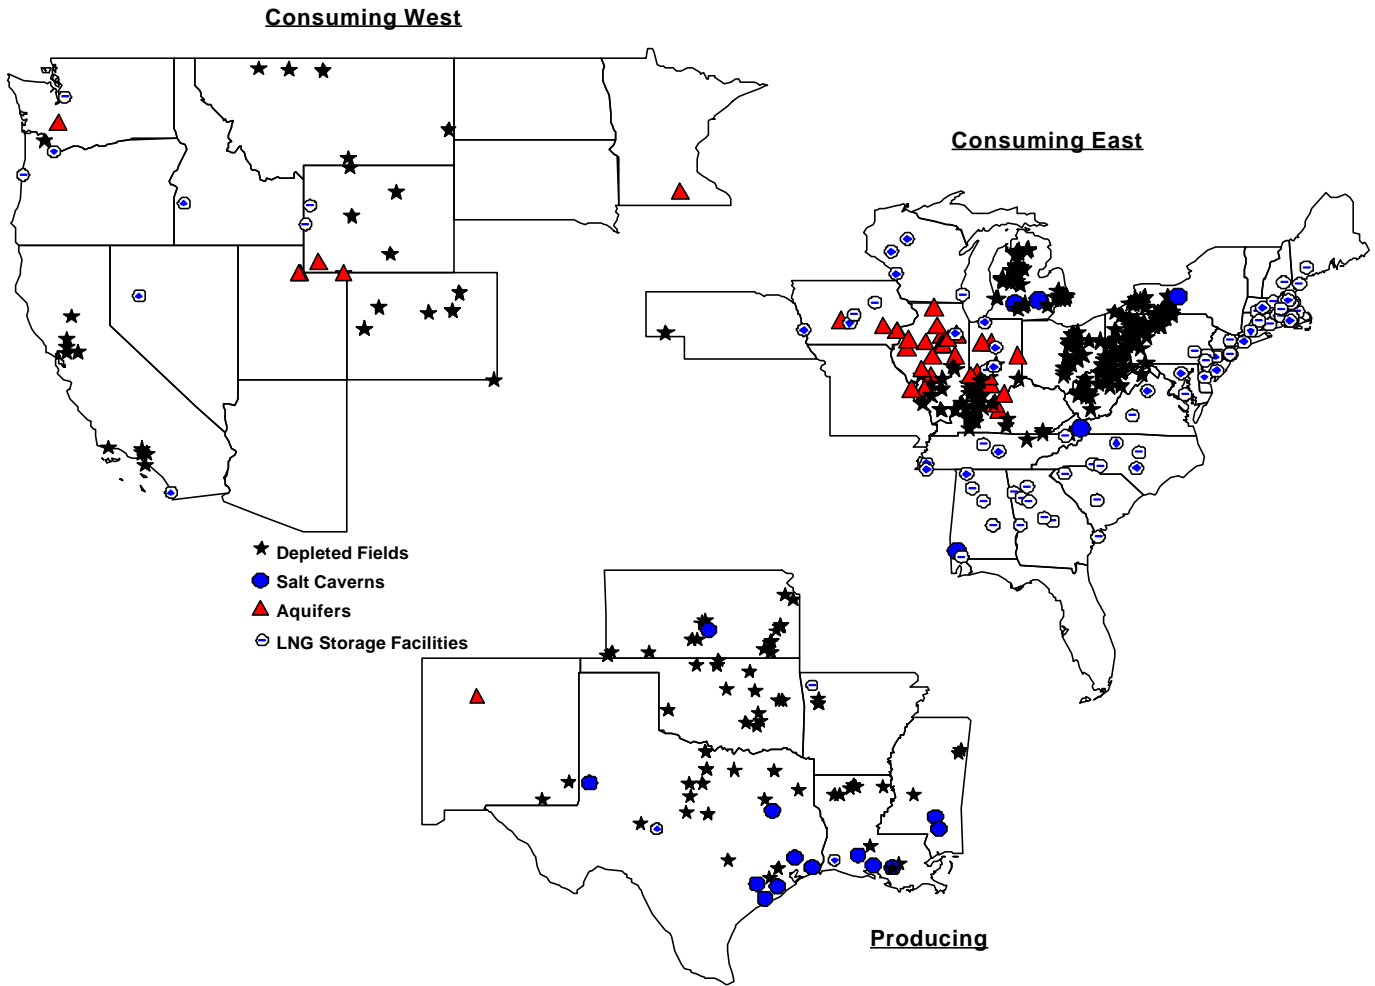 Consuming West
Consuming East
Depleted Fields
Salt Caverns
Aquifers
LNG Storage Facilities
Producing